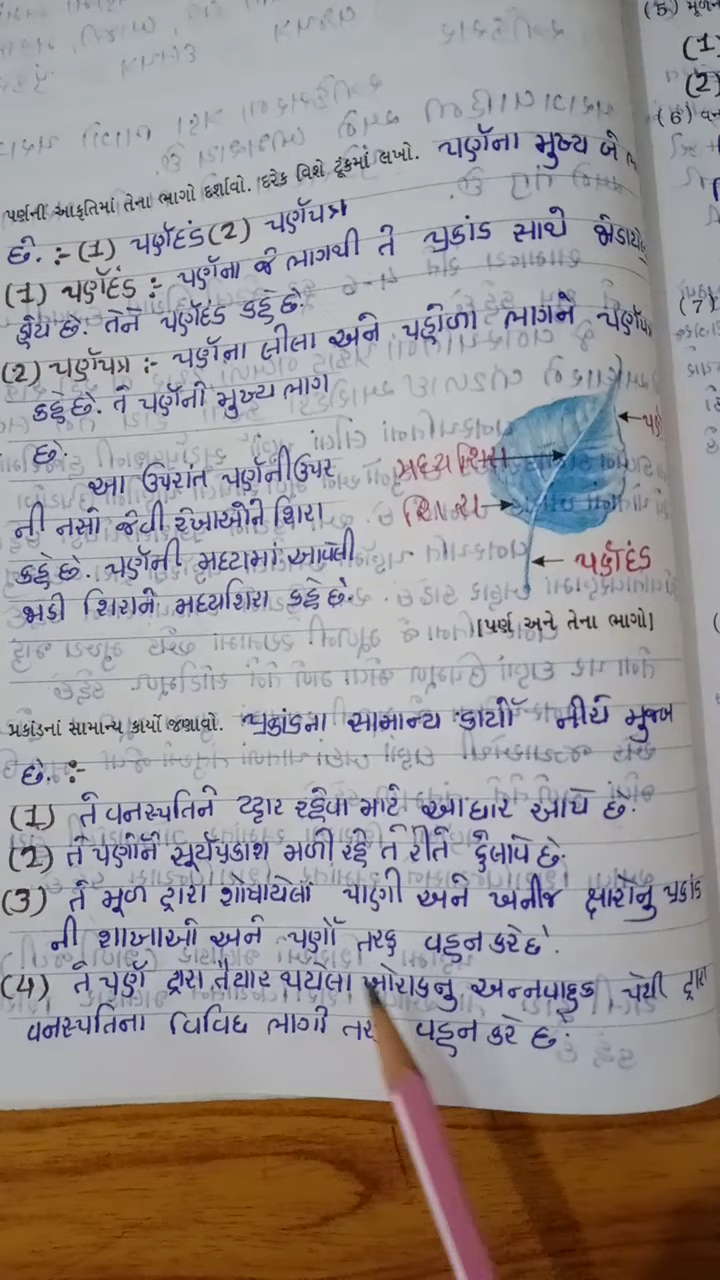 પર્ણની આકૃતિમાં તેના ભાગો દર્શાવો. દરેક વિશે ટૂંકમાં લખો. પર્ણના મુખ્ય બે
છે. :- (1) પર્ણદંડ (2) પર્ણપત્ર
(1) પર્ણદંડ :- પર્ણના જે ભાગથી તે પ્રકાંડ સાથે
હોય છે. તેને પર્ણદંડ કહે છે.
(2) પર્ણપત્ર :- પર્ણના લીલા અને પહોળા ભાગને
કહે છે. તે પર્ણનો મુખ્ય ભાગ
છે.
આ ઉપરાંત પર્ણની ઉપર
ની નસો જેવી રેખાઓને શિરા
કહે છે. પર્ણની મધ્યમાં આવેલી
જાડી શિરાને મધ્યશિરા કહે છે.
મધ્યશિરા
શિરા
પર્ણદંડ
[પર્ણ અને તેના ભાગો]
પ્રકાંડનાં સામાન્ય કાર્યો જણાવો. પ્રકાંડના સામાન્ય કાર્યો નીચે મુજબ
છે. :-
(1) તે વનસ્પતિને ટટ્ટાર રહેવા માટે આધાર આપે છે.
(2) તે પર્ણોને સૂર્યપ્રકાશ મળી રહે તે રીતે ફેલાવે છે.
(3) તે મૂળ દ્વારા શોષાયેલાં પાણી અને ખનીજ ક્ષારોનું પ્રકાંડ
ની શાખાઓ અને પર્ણો તરફ વહન કરે છે.
(4) તે પર્ણ દ્વારા તૈયાર થયેલા ખોરાકનું અન્નવાહક પેશી દ્વારા
વનસ્પતિના વિવિધ ભાગો વહન કરે છે.
(5)
(1)
(2)
(6)
(7)